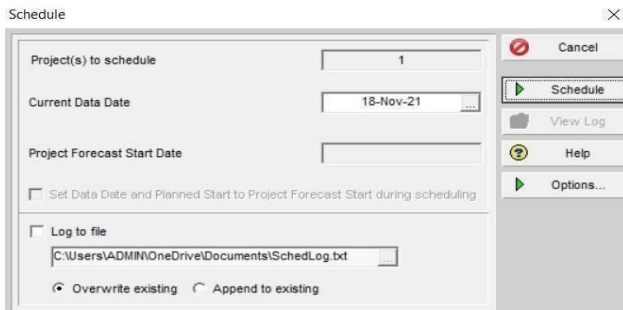 Schedule
Project(s) to schedule 1
Cancel
Current Data Date 18-Nov-21 ...
Schedule
View Log
Project Forecast Start Date
Help
Set Data Date and Planned Start to Project Forecast Start during scheduling
Options...
Log to file
C:\Users\ADMIN\OneDrive\Documents\SchedLog.txt ...
Overwrite existing Append to existing